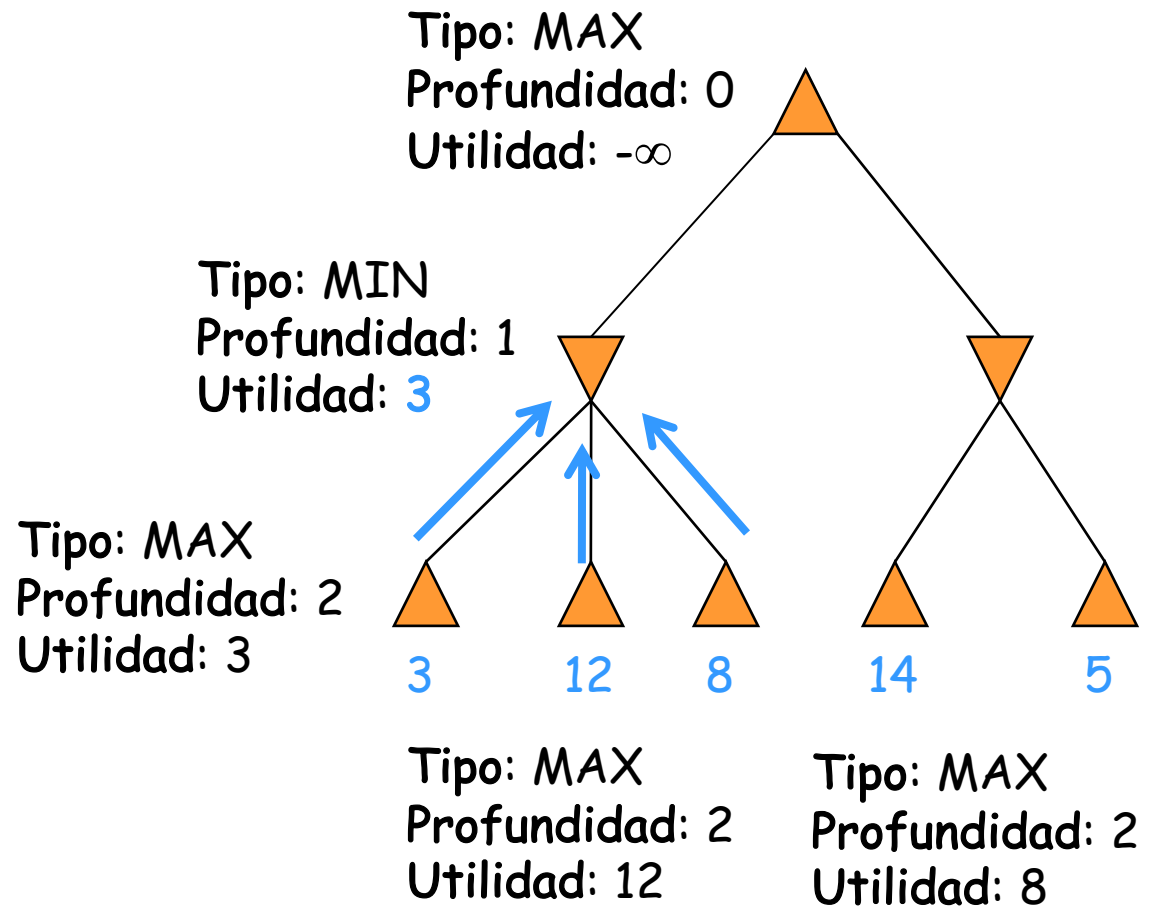 Tipo: MAX
Profundidad: 0
Utilidad: -∞
Tipo: MIN
Profundidad: 1
Utilidad: 3
Tipo: MAX
Profundidad: 2
Utilidad: 3
3 12 8 14 5
Tipo: MAX
Profundidad: 2
Utilidad: 12
Tipo: MAX
Profundidad: 2
Utilidad: 8